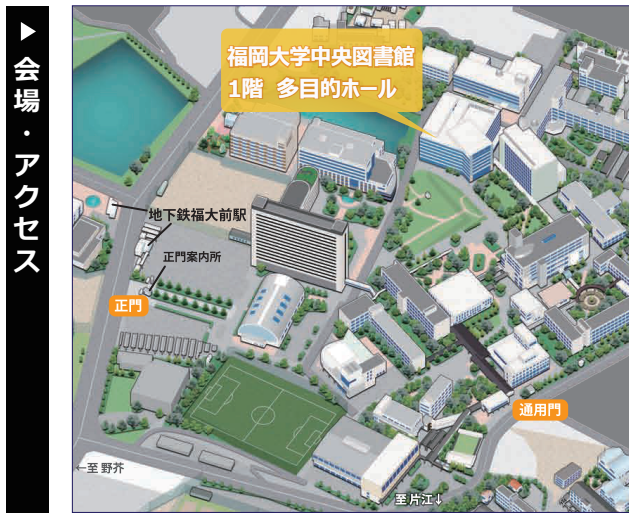 ▶会場・アクセス
福岡大学中央図書館
1階 多目的ホール
地下鉄福大前駅
正門案内所
正門
通用門
←至 野芥
至片江↓